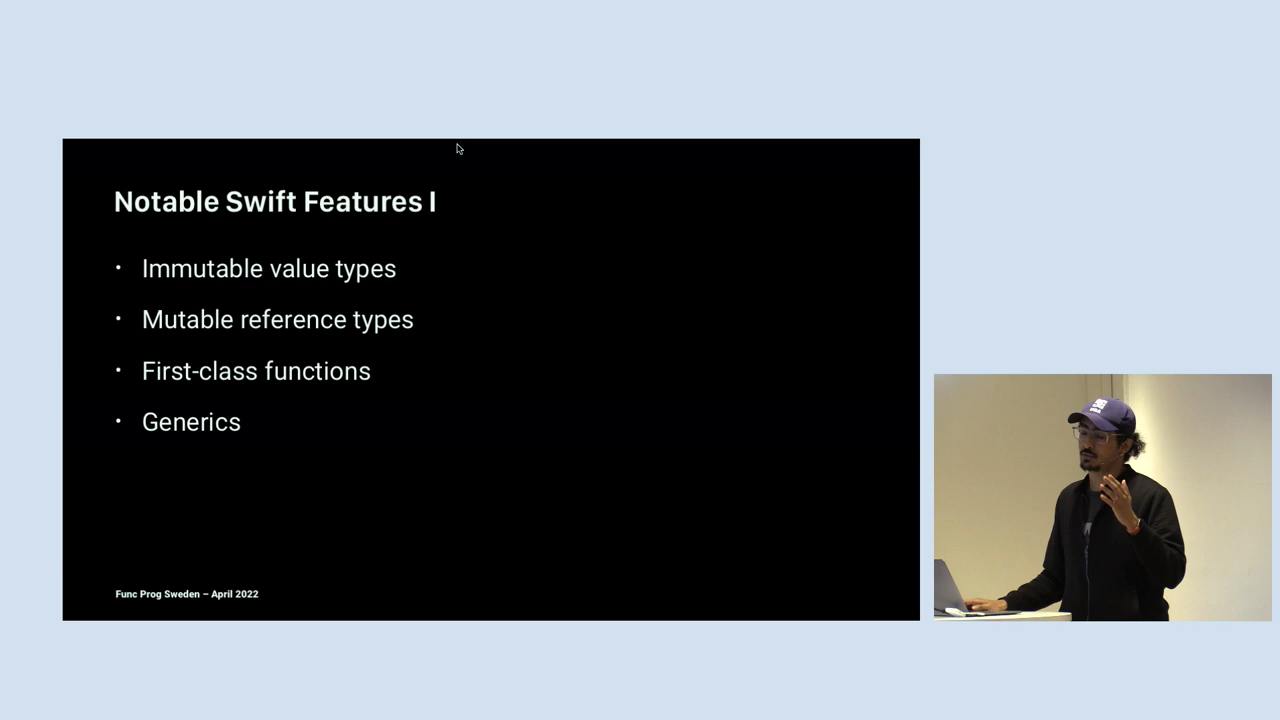 Notable Swift Features I
• Immutable value types
• Mutable reference types
• First-class functions
• Generics
Func Prog Sweden – April 2022